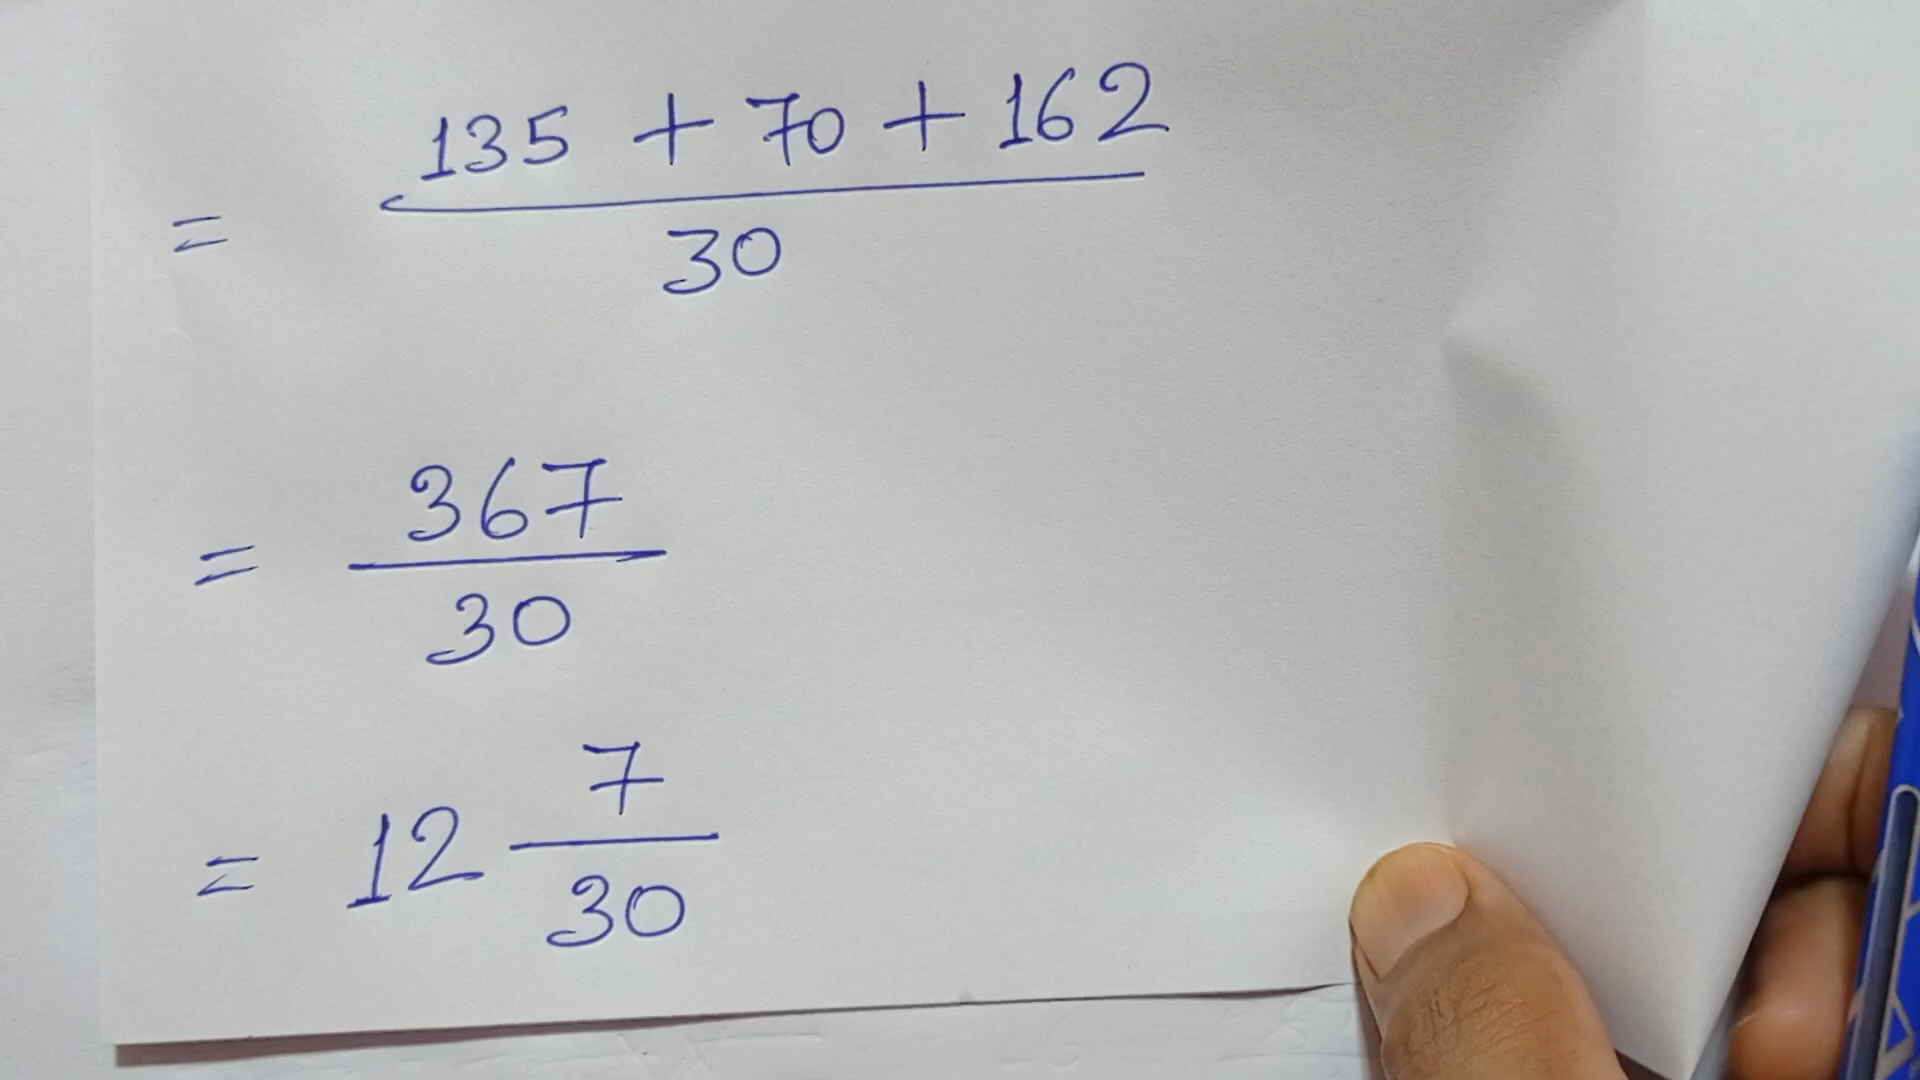 = 135 + 70 + 162 / 30
= 367 / 30
= 12 7/30